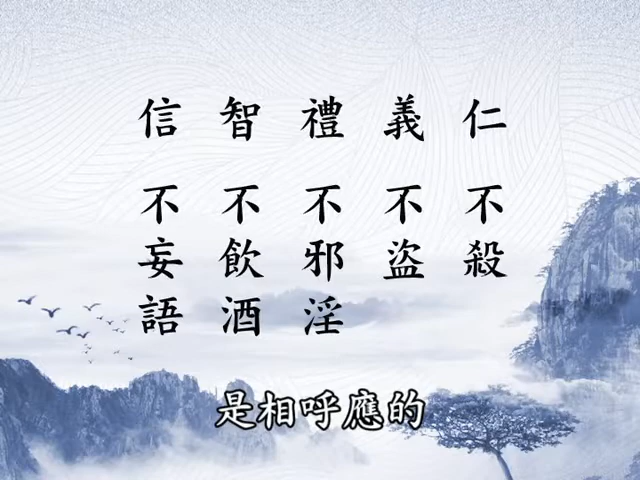 仁 義 禮 智 信
不殺
不盜
不邪淫
不飲酒
不妄語
是相呼應的